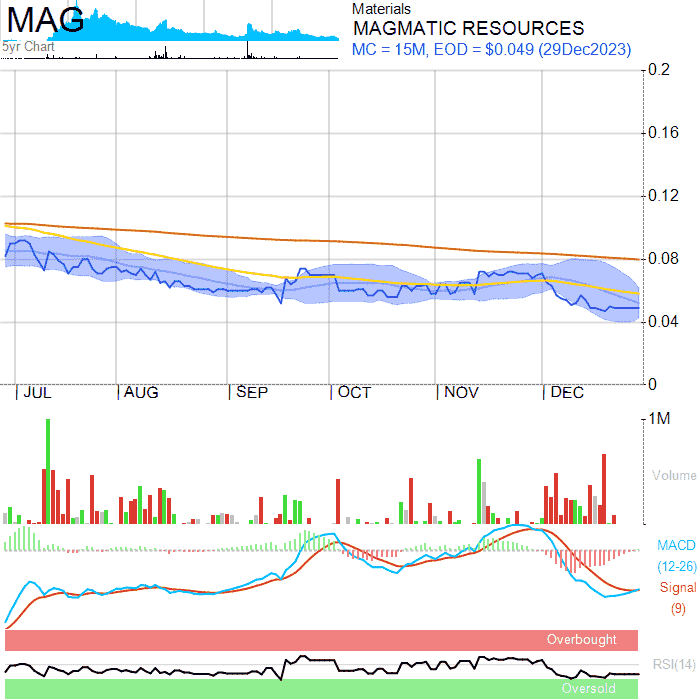 MAG
5yr Chart
Materials
MAGMATIC RESOURCES
MC = 15M, EOD = $0.049 (29Dec2023)
0.2
0.16
0.12
0.08
0.04
0
JUL AUG SEP OCT NOV DEC
1M
Volume
MACD
(12-26)
Signal
(9)
Overbought
RSI(14)
Oversold